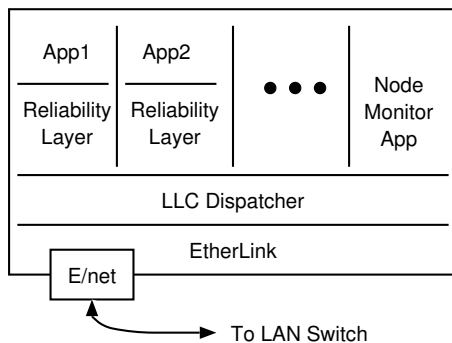 App1
App2
Reliability
Layer
Reliability
Layer
Node
Monitor
App
LLC Dispatcher
EtherLink
E/net
To LAN Switch